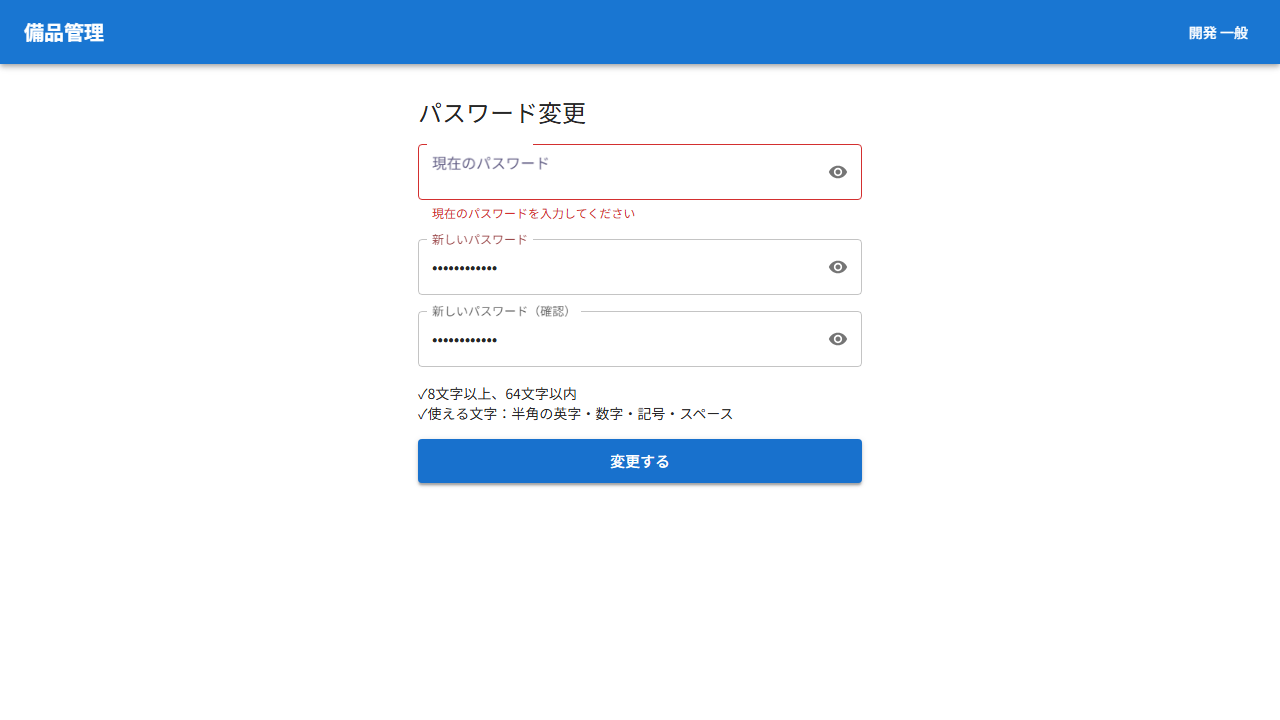 備品管理
開発 一般
パスワード変更
現在のパスワード
現在のパスワードを入力してください
新しいパスワード
••••••••••••
新しいパスワード（確認）
••••••••••••
✓8文字以上、64文字以内
✓使える文字：半角の英字・数字・記号・スペース
変更する